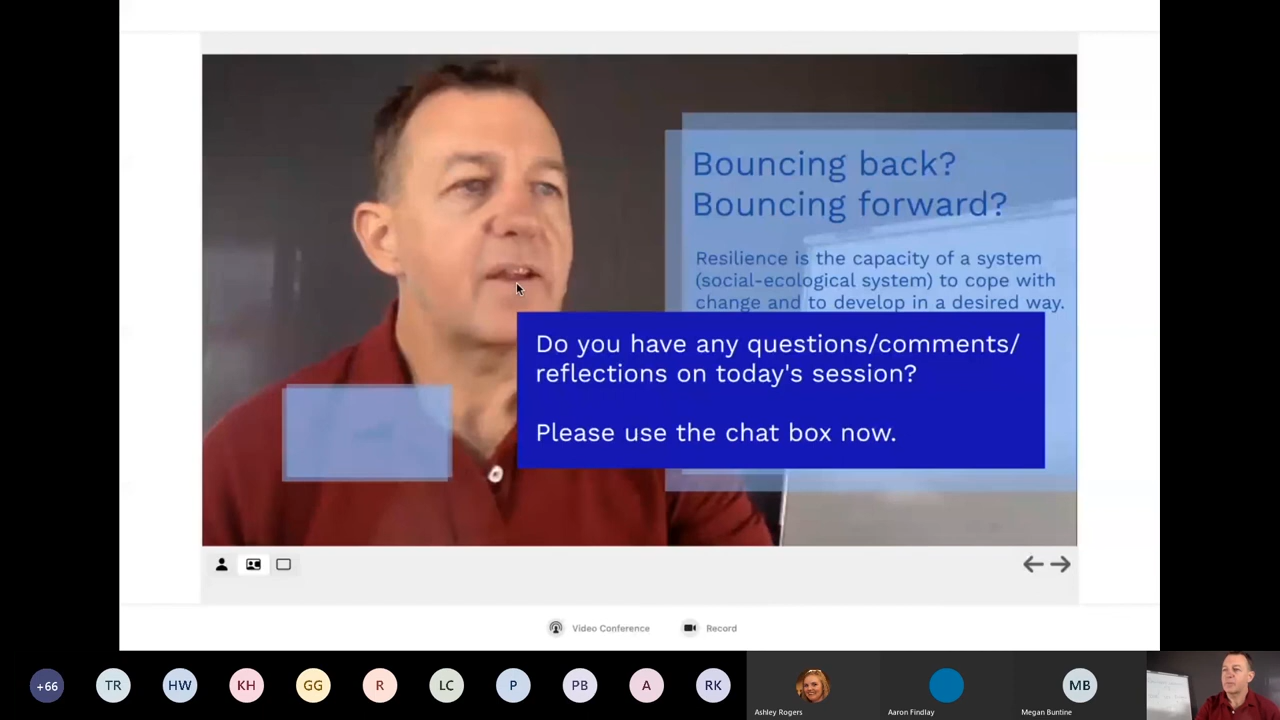 Bouncing back?
Bouncing forward?
Resilience is the capacity of a system
(social-ecological system) to cope with
change and to develop in a desired way.
Do you have any questions/comments/
reflections on today's session?
Please use the chat box now.
Video Conference
Record
+66
TR
HW
KH
GG
R
LC
P
PB
A
RK
Ashley Rogers
Aaron Findlay
MB
Megan Buntine